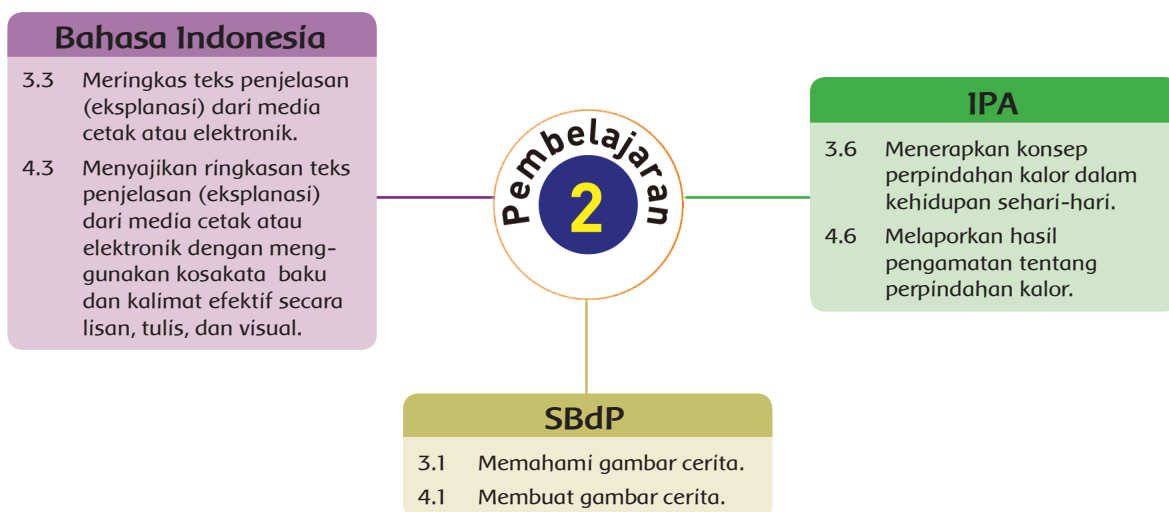 Bahasa Indonesia
3.3 Meringkas teks penjelasan
(eksplanasi) dari media
cetak atau elektronik.
4.3 Menyajikan ringkasan teks
penjelasan (eksplanasi)
dari media cetak atau
elektronik dengan meng-
gunakan kosakata baku
dan kalimat efektif secara
lisan, tulis, dan visual.
Pembelajaran
2
IPA
3.6 Menerapkan konsep
perpindahan kalor dalam
kehidupan sehari-hari.
4.6 Melaporkan hasil
pengamatan tentang
perpindahan kalor.
SBdP
3.1 Memahami gambar cerita.
4.1 Membuat gambar cerita.